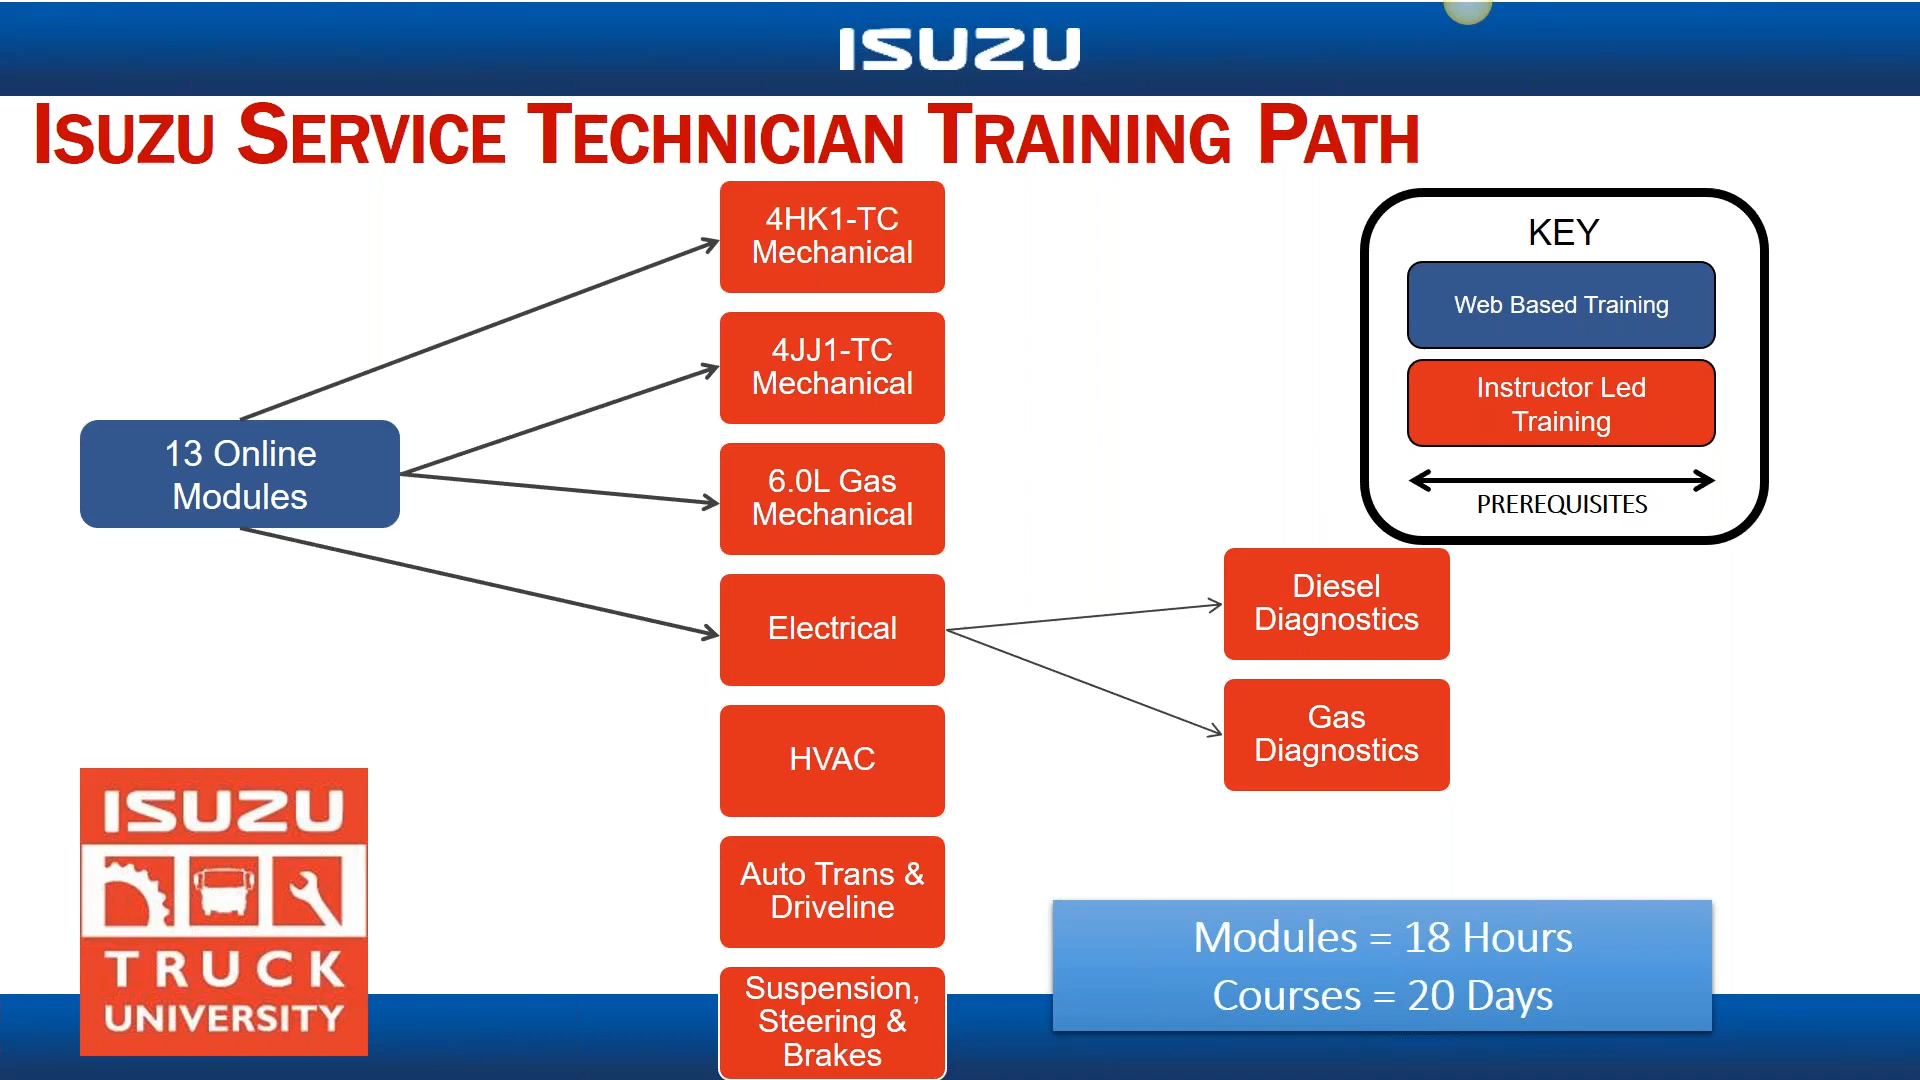 ISUZU
ISUZU SERVICE TECHNICIAN TRAINING PATH
13 Online
Modules
4HK1-TC
Mechanical
4JJ1-TC
Mechanical
6.0L Gas
Mechanical
Electrical
HVAC
Auto Trans &
Driveline
Suspension,
Steering &
Brakes
Diesel
Diagnostics
Gas
Diagnostics
KEY
Web Based Training
Instructor Led
Training
PREREQUISITES
Modules = 18 Hours
Courses = 20 Days
ISUZU
TRUCK
UNIVERSITY